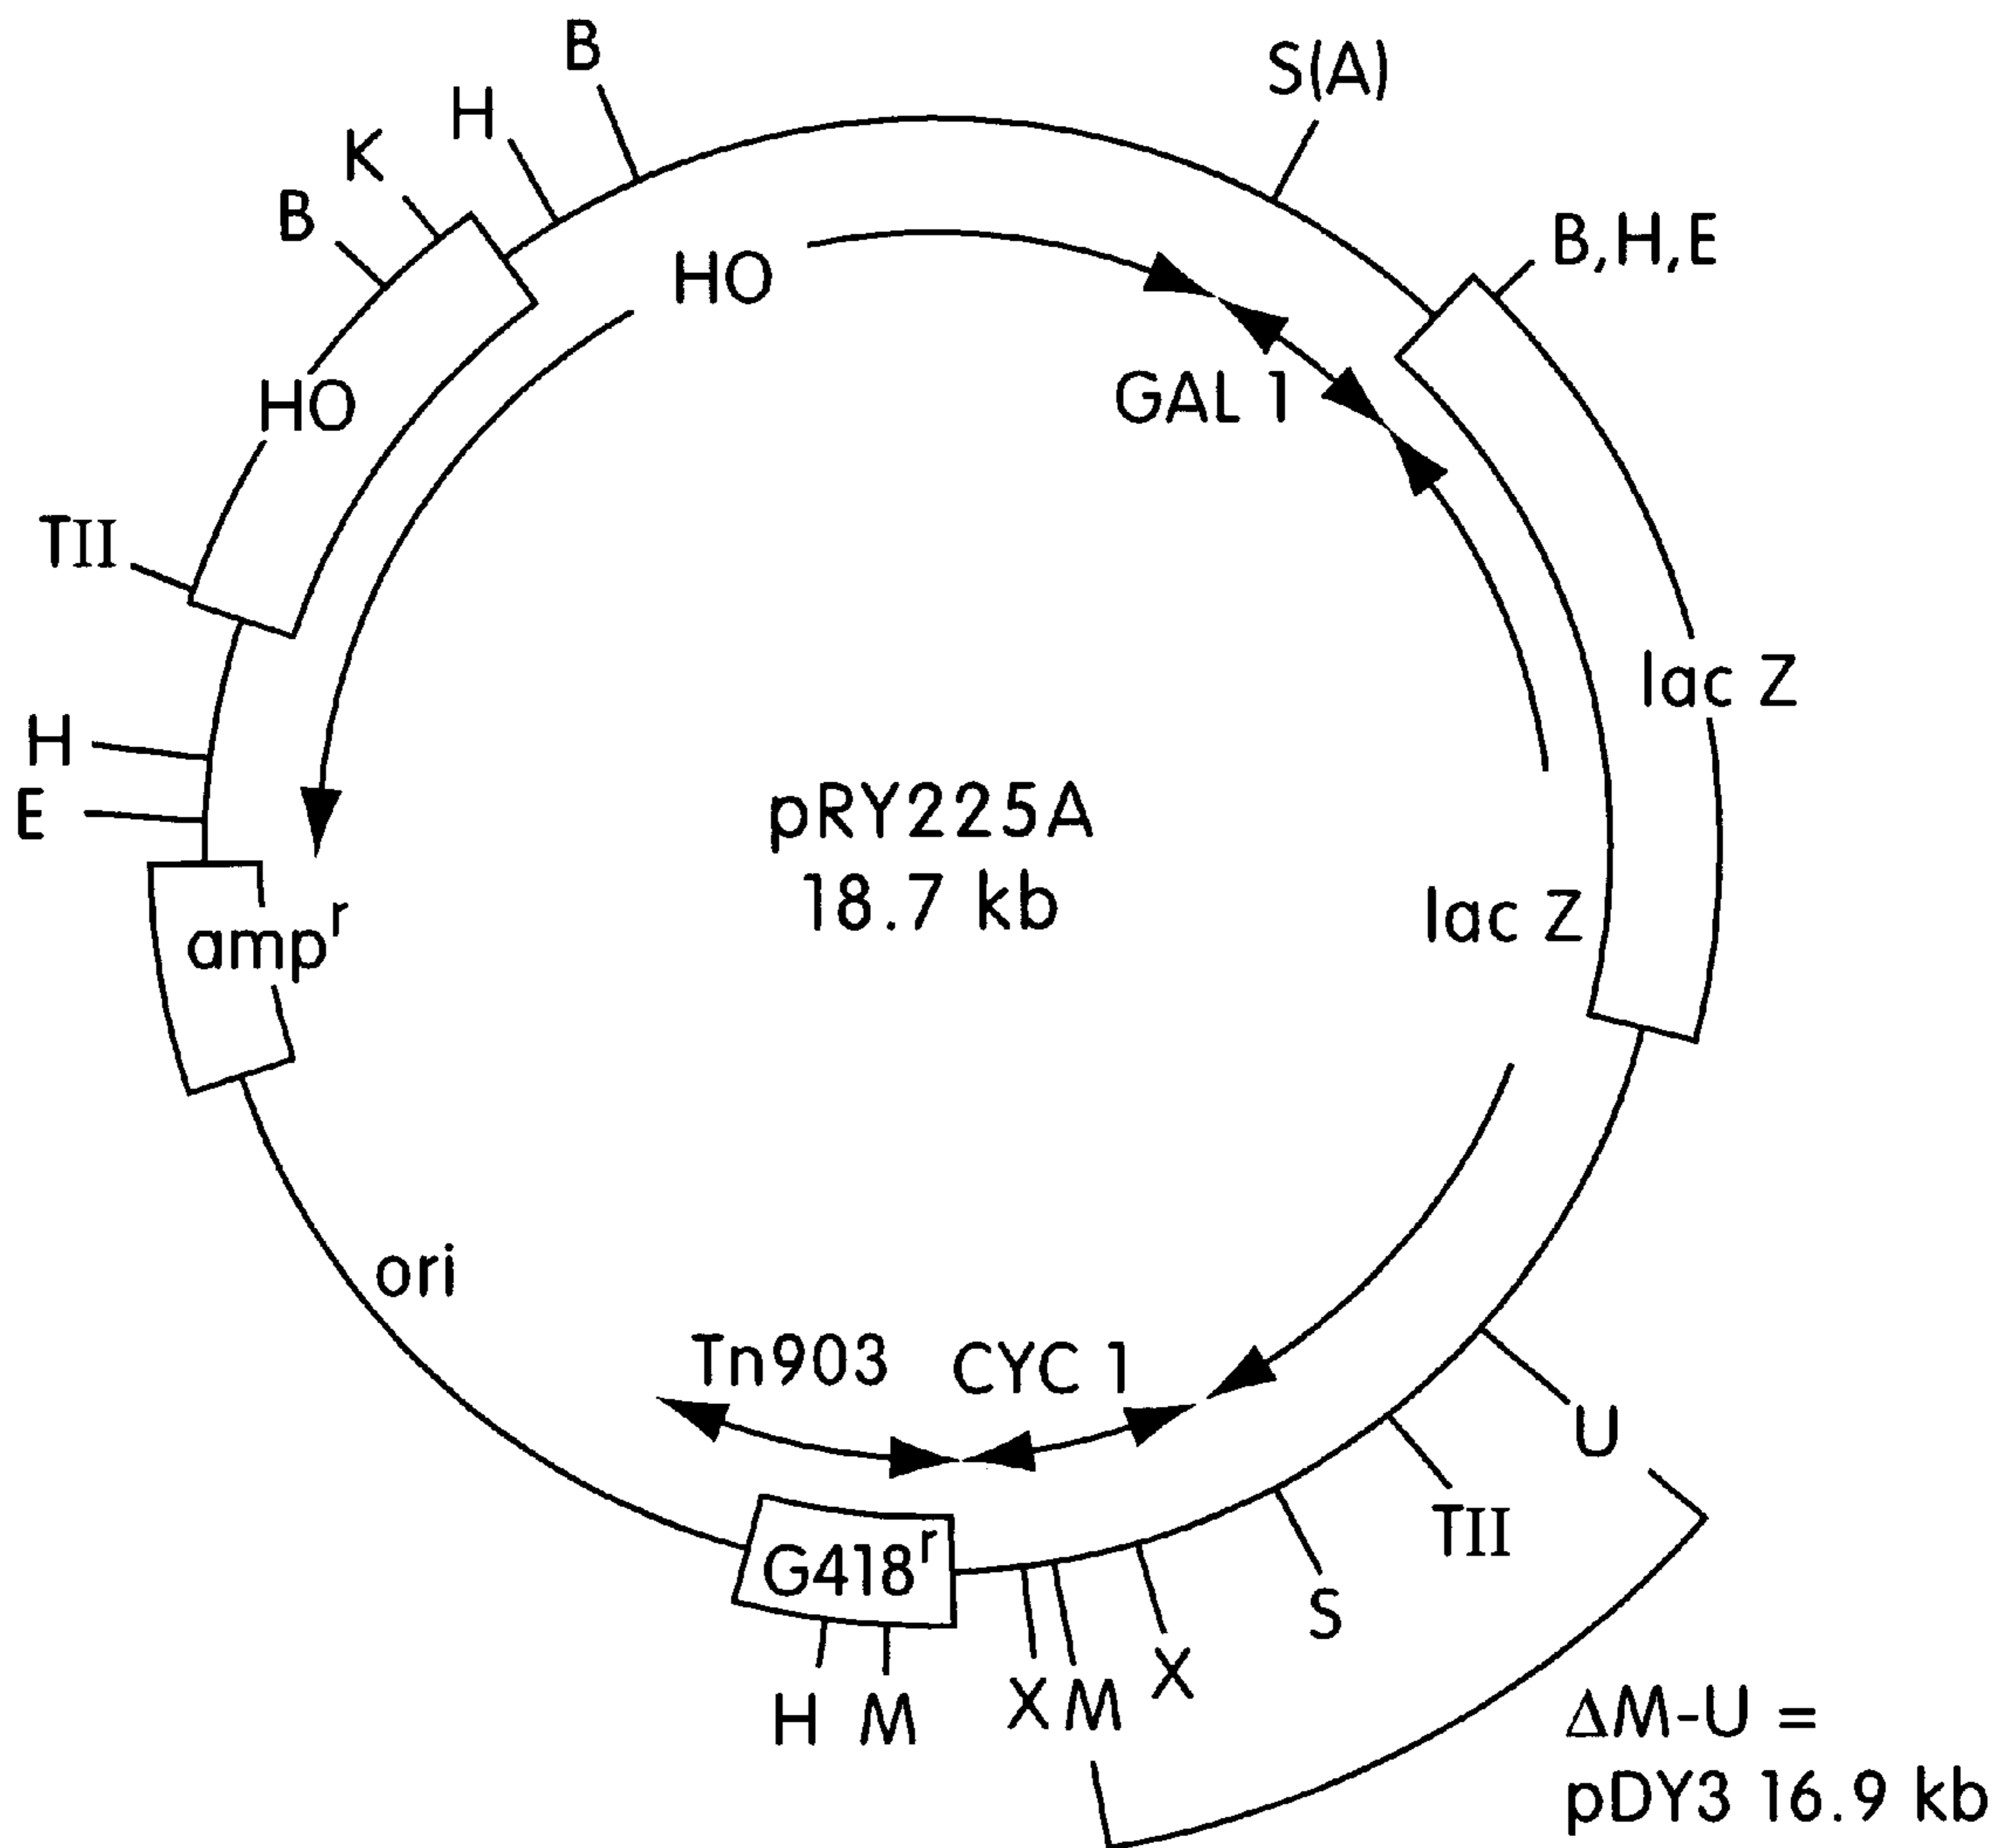 B
S(A)
H
K
B
B,H,E
HO
GAL 1
HO
TII
lac Z
H
E
pRY225A
18.7 kb
lac Z
amp^r
ori
Tn903
CYC 1
U
TII
G418^r
S
X
H
M
X
M
ΔM-U =
pDY3 16.9 kb